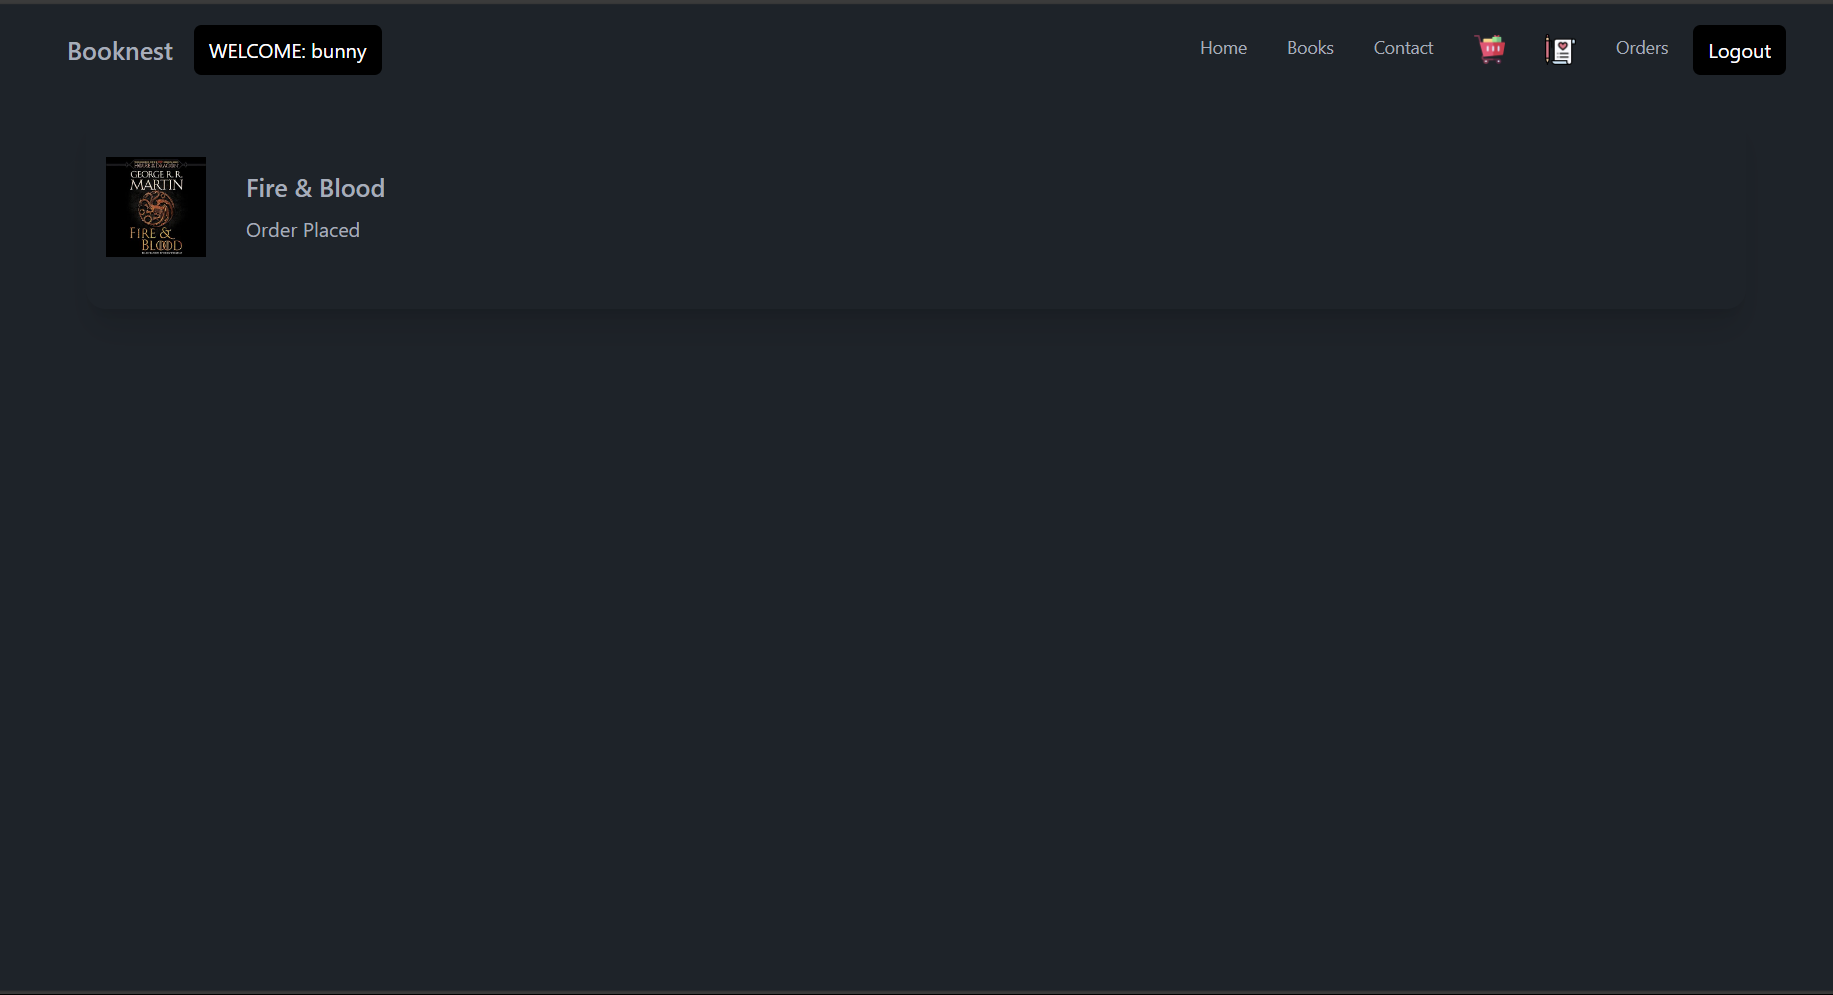 Booknest WELCOME: bunny Home Books Contact Orders Logout
GEORGE R. R.
MARTIN
FIRE &
BLOOD
Fire & Blood
Order Placed